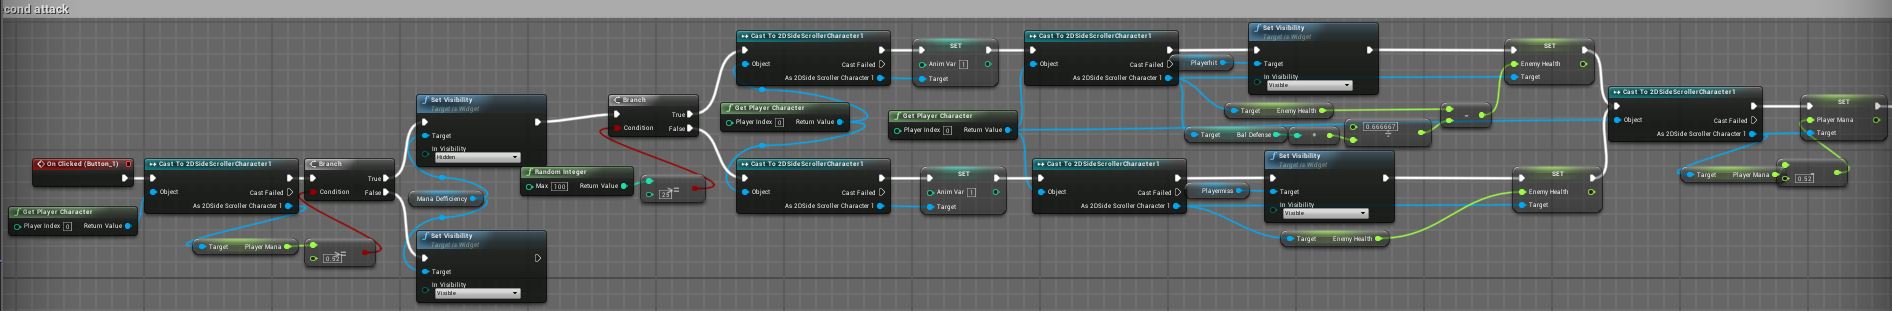 cond attack
On Clicked (Button_1)
Get Player Character
Player Index 0 Return Value
Cast To 2DSideScrollerCharacter1
Object Cast Failed
As 2DSide Scroller Character 1
Target Player Mana
>=
0.52
Branch
True
Condition False
Set Visibility
Target is Widget
Target
In Visibility
Hidden
Mana Defficiency
Set Visibility
Target is Widget
Target
In Visibility
Visible
Random Integer
Max 100 Return Value
>=
25
Branch
True
Condition False
Cast To 2DSideScrollerCharacter1
Object Cast Failed
As 2DSide Scroller Character 1
Get Player Character
Player Index 0 Return Value
Cast To 2DSideScrollerCharacter1
Object Cast Failed
As 2DSide Scroller Character 1
SET
Anim Var 1
Target
Get Player Character
Player Index 0 Return Value
SET
Anim Var 1
Target
Cast To 2DSideScrollerCharacter1
Object Cast Failed
As 2DSide Scroller Character 1
Playerhit
Set Visibility
Target is Widget
Target
In Visibility
Visible
Target Enemy Health
Target Bal Defense
0.666667
÷
-
SET
Enemy Health
Target
Cast To 2DSideScrollerCharacter1
Object Cast Failed
As 2DSide Scroller Character 1
Playermiss
Set Visibility
Target is Widget
Target
In Visibility
Visible
Target Enemy Health
SET
Enemy Health
Target
Cast To 2DSideScrollerCharacter1
Object Cast Failed
As 2DSide Scroller Character 1
Target Player Mana
0.52
SET
Player Mana
Target